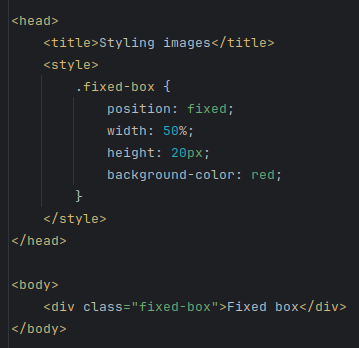 <head>
    <title>Styling images</title>
    <style>
        .fixed-box {
            position: fixed;
            width: 50%;
            height: 20px;
            background-color: red;
        }
    </style>
</head>

<body>
    <div class="fixed-box">Fixed box</div>
</body>